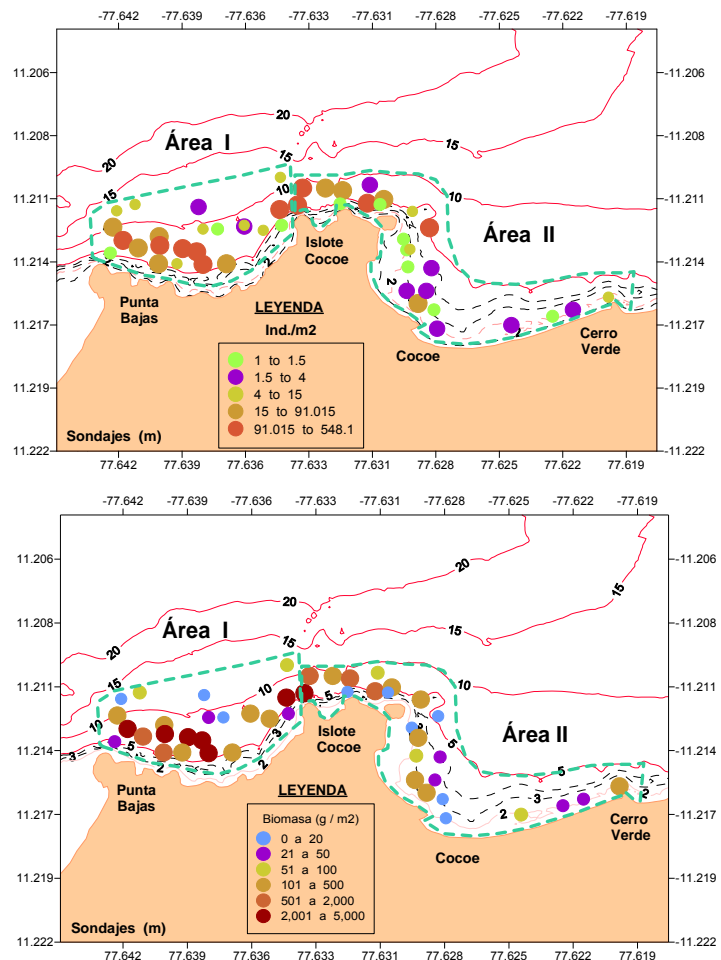 -77.642 -77.639 -77.636 -77.633 -77.631 -77.628 -77.625 -77.622 -77.619
11.206 -11.206
20
20
15
11.208 -11.208
Área I
15
11.211 10 -11.211
15
10
Área II
Islote
Cocoe
11.214 2 -11.214
2
Punta
Bajas
LEYENDA
Ind./m2
11.217 -11.217
2
Cocoe
Cerro
Verde
1 to 1.5
1.5 to 4
4 to 15
15 to 91.015
91.015 to 548.1
11.219 -11.219
Sondajes (m)
11.222 -11.222
77.642 77.639 77.636 77.633 77.631 77.628 77.625 77.622 77.619
-77.642 -77.639 -77.636 -77.633 -77.631 -77.628 -77.625 -77.622 -77.619
11.206 -11.206
20
15
20
11.208 -11.208
Área I
15
15
20
11.211 15 10 10 -11.211
5
10
Área II
3
Islote
Cocoe
2
5
5
11.214 3 2 2 5 -11.214
Punta
Bajas
LEYENDA
3
2
2
Biomasa (g / m2)
11.217 -11.217
Cerro
Verde
Cocoe
0 a 20
21 a 50
51 a 100
101 a 500
501 a 2,000
2,001 a 5,000
11.219 -11.219
Sondajes (m)
11.222 -11.222
77.642 77.639 77.636 77.633 77.631 77.628 77.625 77.622 77.619